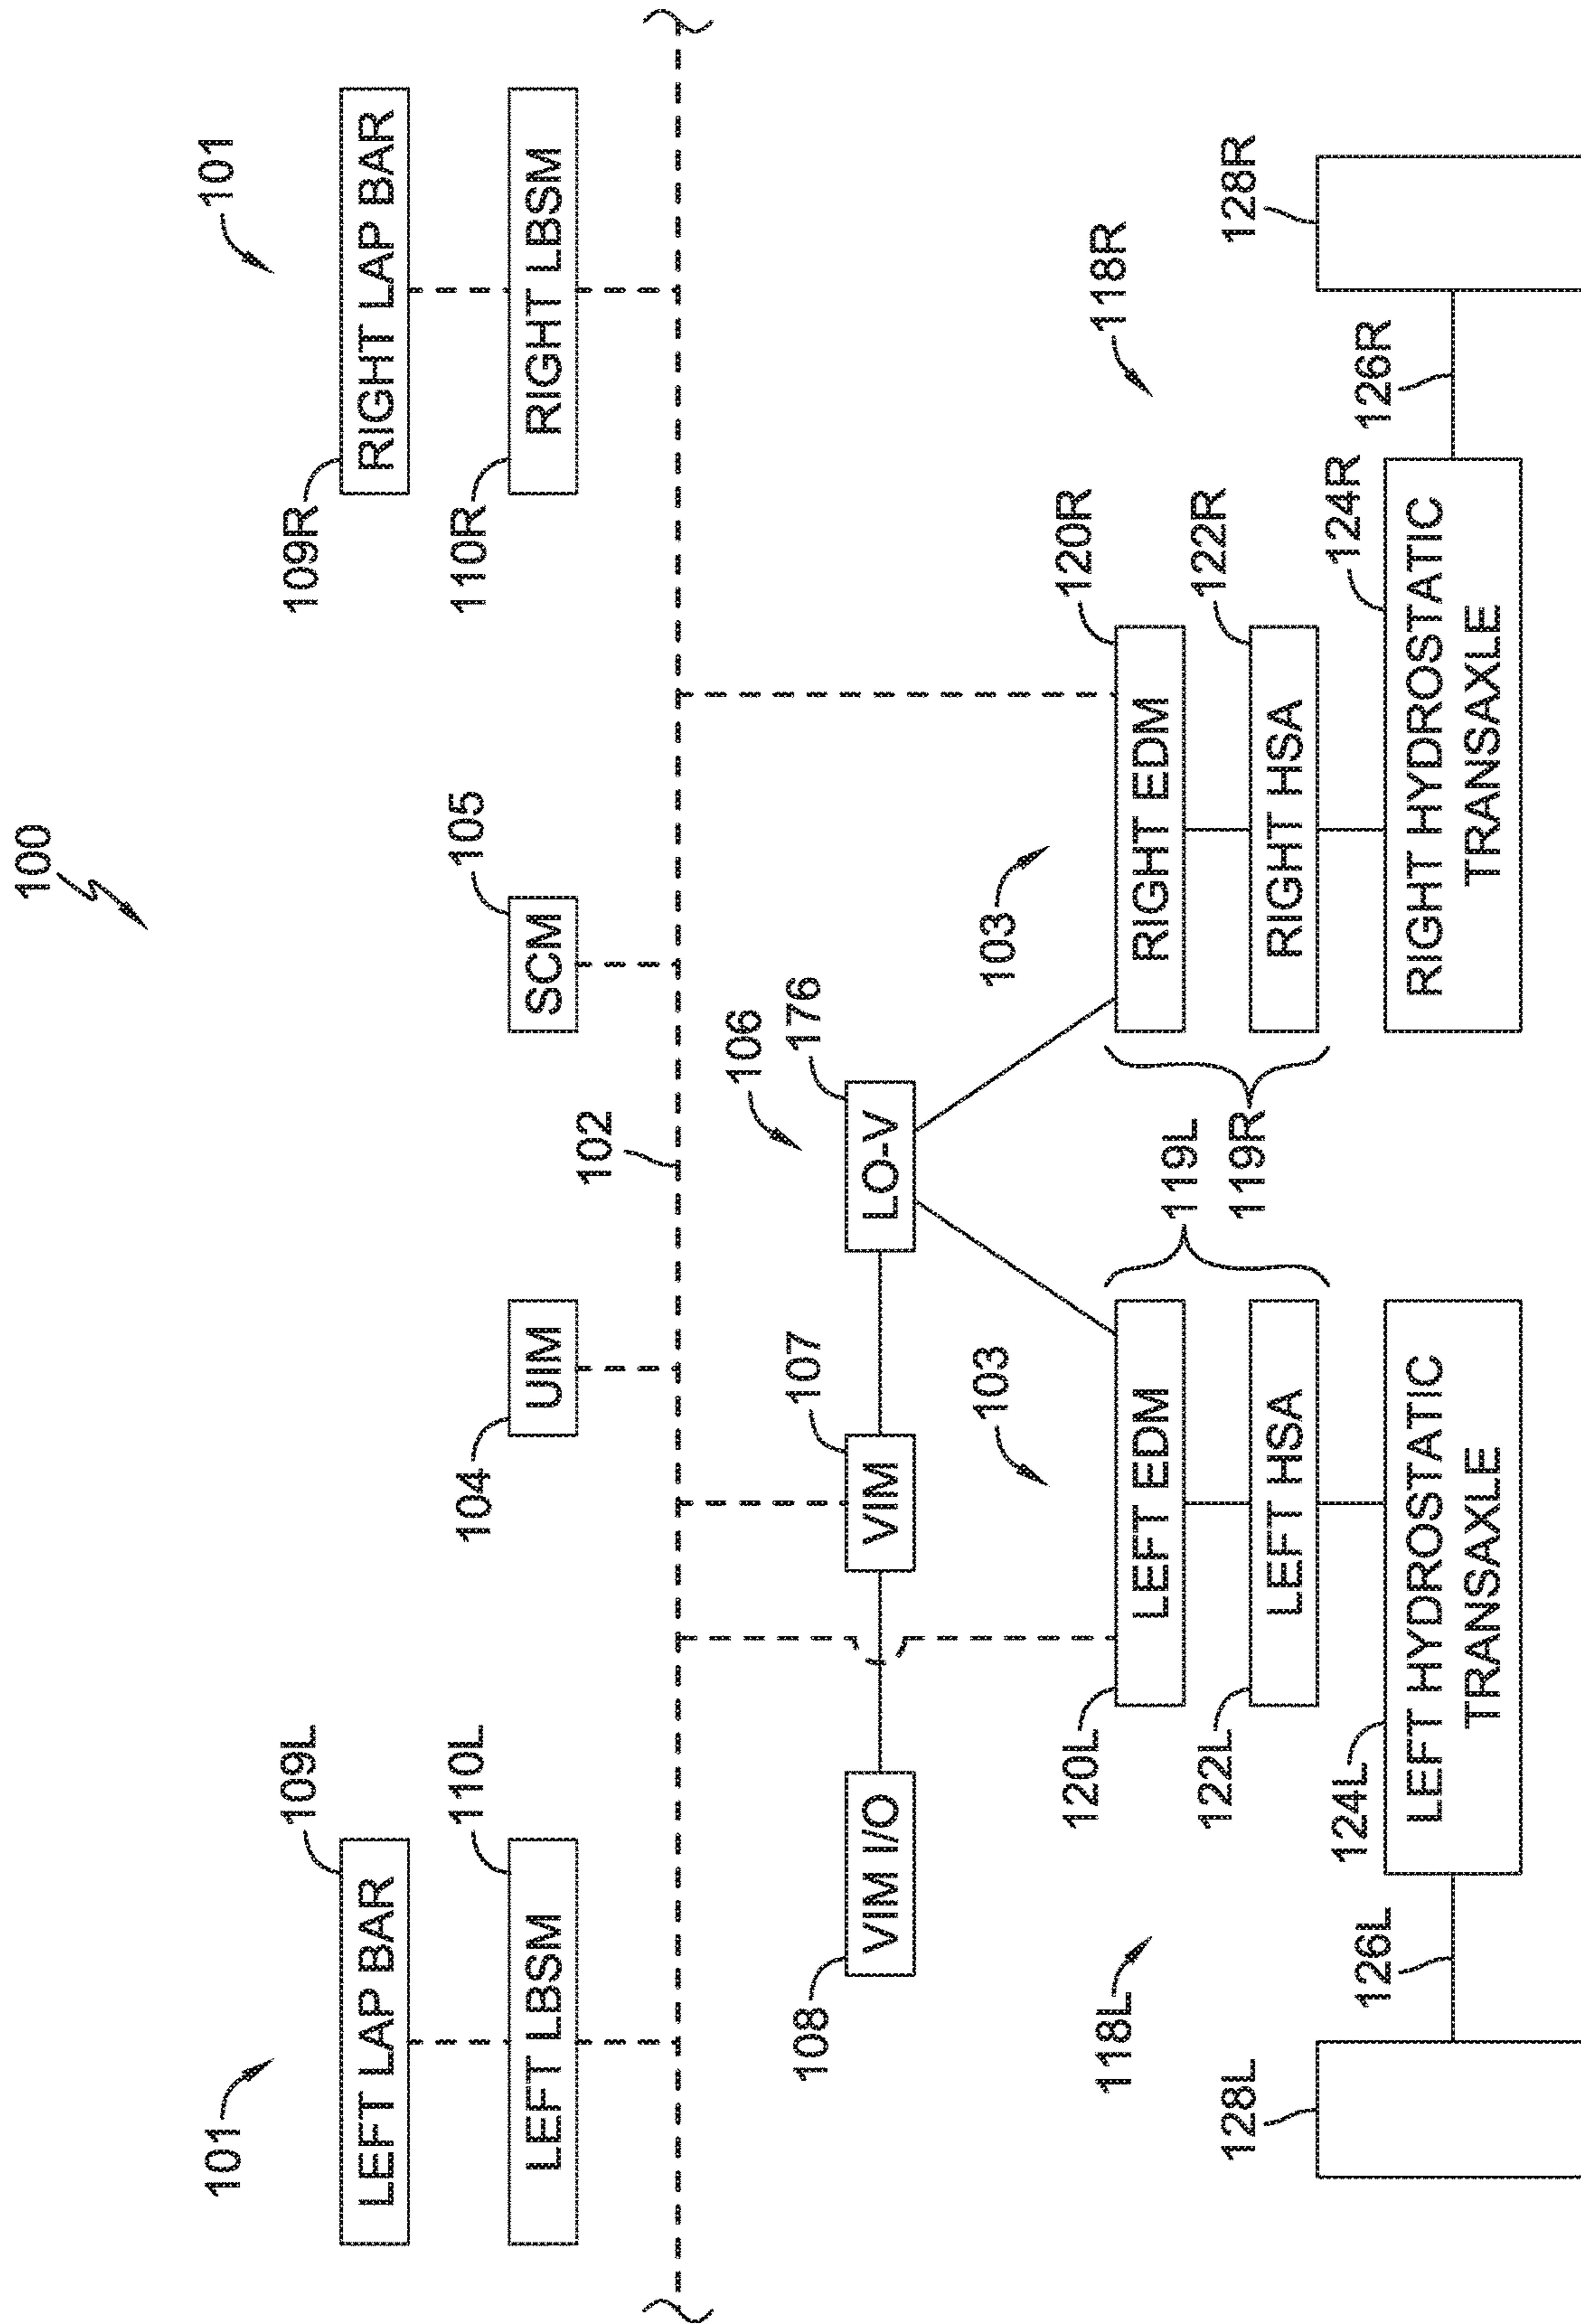 100
101
109L
LEFT LAP BAR
110L
LEFT LBSM
104
UIM
105
SCM
101
109R
RIGHT LAP BAR
110R
RIGHT LBSM
102
108
VIM I/O
107
VIM
106
176
LO-V
103
103
118L
120L
LEFT EDM
122L
LEFT HSA
119L
119R
120R
RIGHT EDM
122R
RIGHT HSA
118R
128L
126L
124L
LEFT HYDROSTATIC
TRANSAXLE
124R
RIGHT HYDROSTATIC
TRANSAXLE
126R
128R